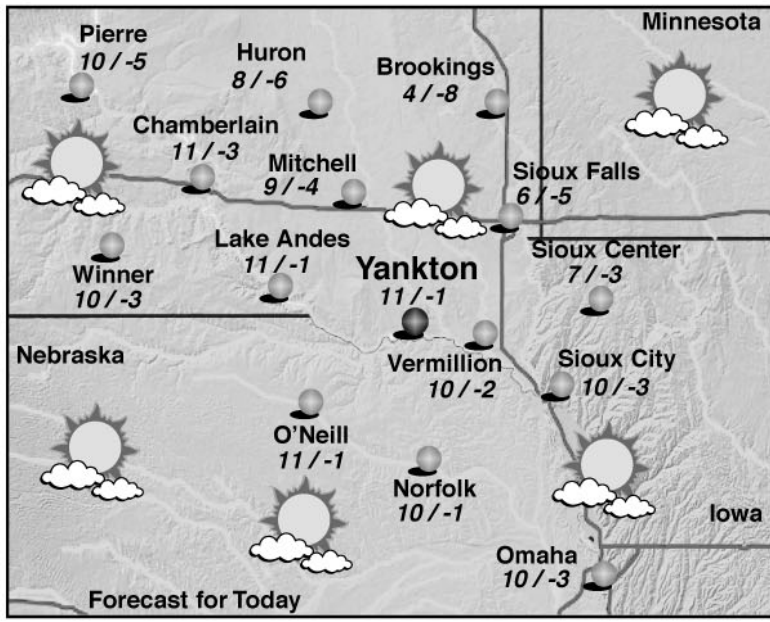 Minnesota
Pierre
10 / -5
Huron
8 / -6
Brookings
4 / -8
Chamberlain
11 / -3
Mitchell
9 / -4
Sioux Falls
6 / -5
Winner
10 / -3
Lake Andes
11 / -1
Yankton
11 / -1
Sioux Center
7 / -3
Nebraska
Vermillion
10 / -2
Sioux City
10 / -3
O'Neill
11 / -1
Norfolk
10 / -1
Iowa
Omaha
10 / -3
Forecast for Today